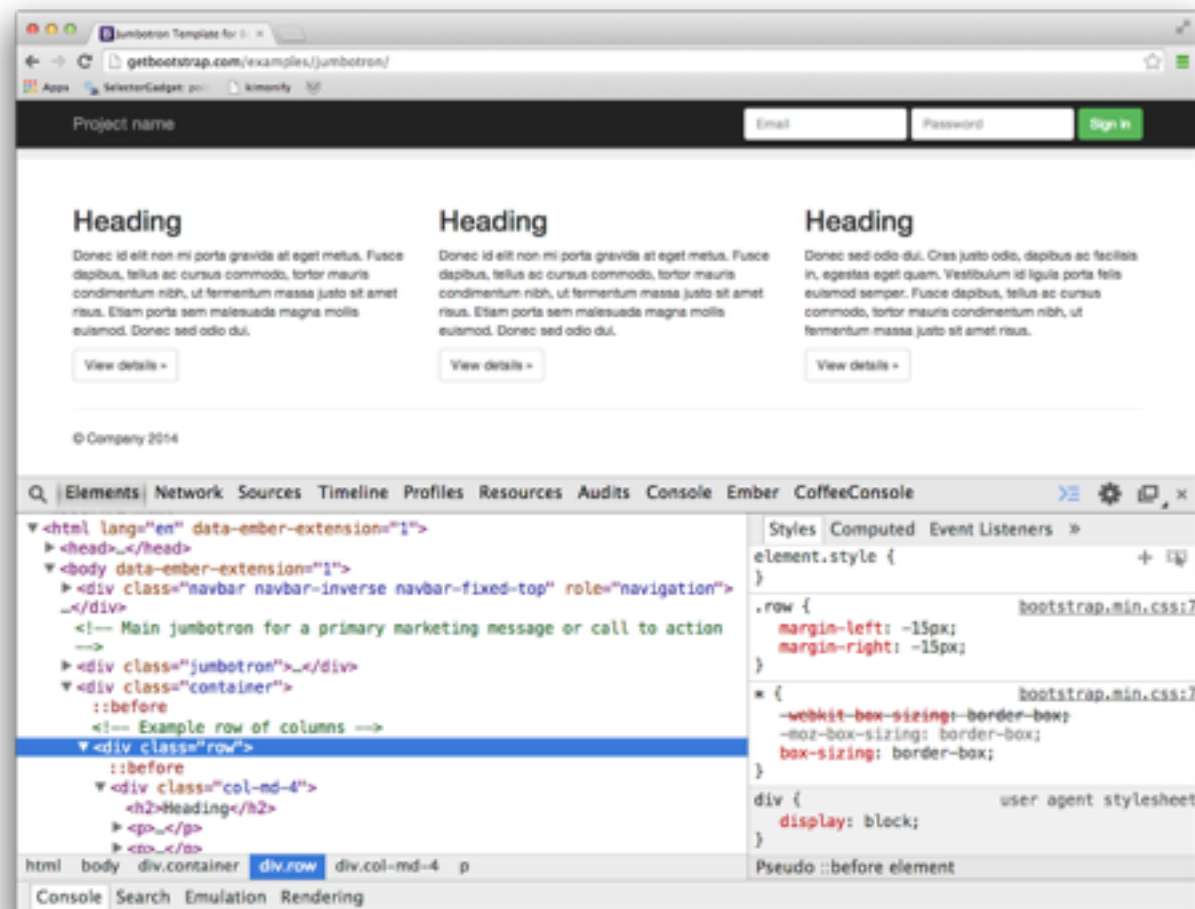 Jumbotron Template for
getbootstrap.com/examples/jumbotron/
Apps SelectorGadget: kimonify
Project name Email Password Sign in
Heading
Donec id elit non mi porta gravida at eget metus. Fusce
dapibus, tellus ac cursus commodo, tortor mauris
condimentum nibh, ut fermentum massa justo sit amet
risus. Etiam porta sem malesuada magna mollis
euismod. Donec sed odio dui.
View details »
Heading
Donec id elit non mi porta gravida at eget metus. Fusce
dapibus, tellus ac cursus commodo, tortor mauris
condimentum nibh, ut fermentum massa justo sit amet
risus. Etiam porta sem malesuada magna mollis
euismod. Donec sed odio dui.
View details »
Heading
Donec sed odio dui. Cras justo odio, dapibus ac facilisis
in, egestas eget quam. Vestibulum id ligula porta felis
euismod semper. Fusce dapibus, tellus ac cursus
commodo, tortor mauris condimentum nibh, ut
fermentum massa justo sit amet risus.
View details »
© Company 2014
Elements Network Sources Timeline Profiles Resources Audits Console Ember CoffeeConsole
<html lang="en" data-ember-extension="1">
<head>…</head>
<body data-ember-extension="1">
<div class="navbar navbar-inverse navbar-fixed-top" role="navigation">
…</div>
<!-- Main jumbotron for a primary marketing message or call to action
-->
<div class="jumbotron">…</div>
<div class="container">
::before
<!-- Example row of columns -->
<div class="row">
::before
<div class="col-md-4">
<h2>Heading</h2>
<p>…</p>
<p>…</p>
html body div.container div.row div.col-md-4 p
Styles Computed Event Listeners »
element.style {
}
.row { bootstrap.min.css:7
margin-left: -15px;
margin-right: -15px;
}
* { bootstrap.min.css:7
-webkit-box-sizing: border-box;
-moz-box-sizing: border-box;
box-sizing: border-box;
}
div { user agent stylesheet
display: block;
}
Pseudo ::before element
Console Search Emulation Rendering